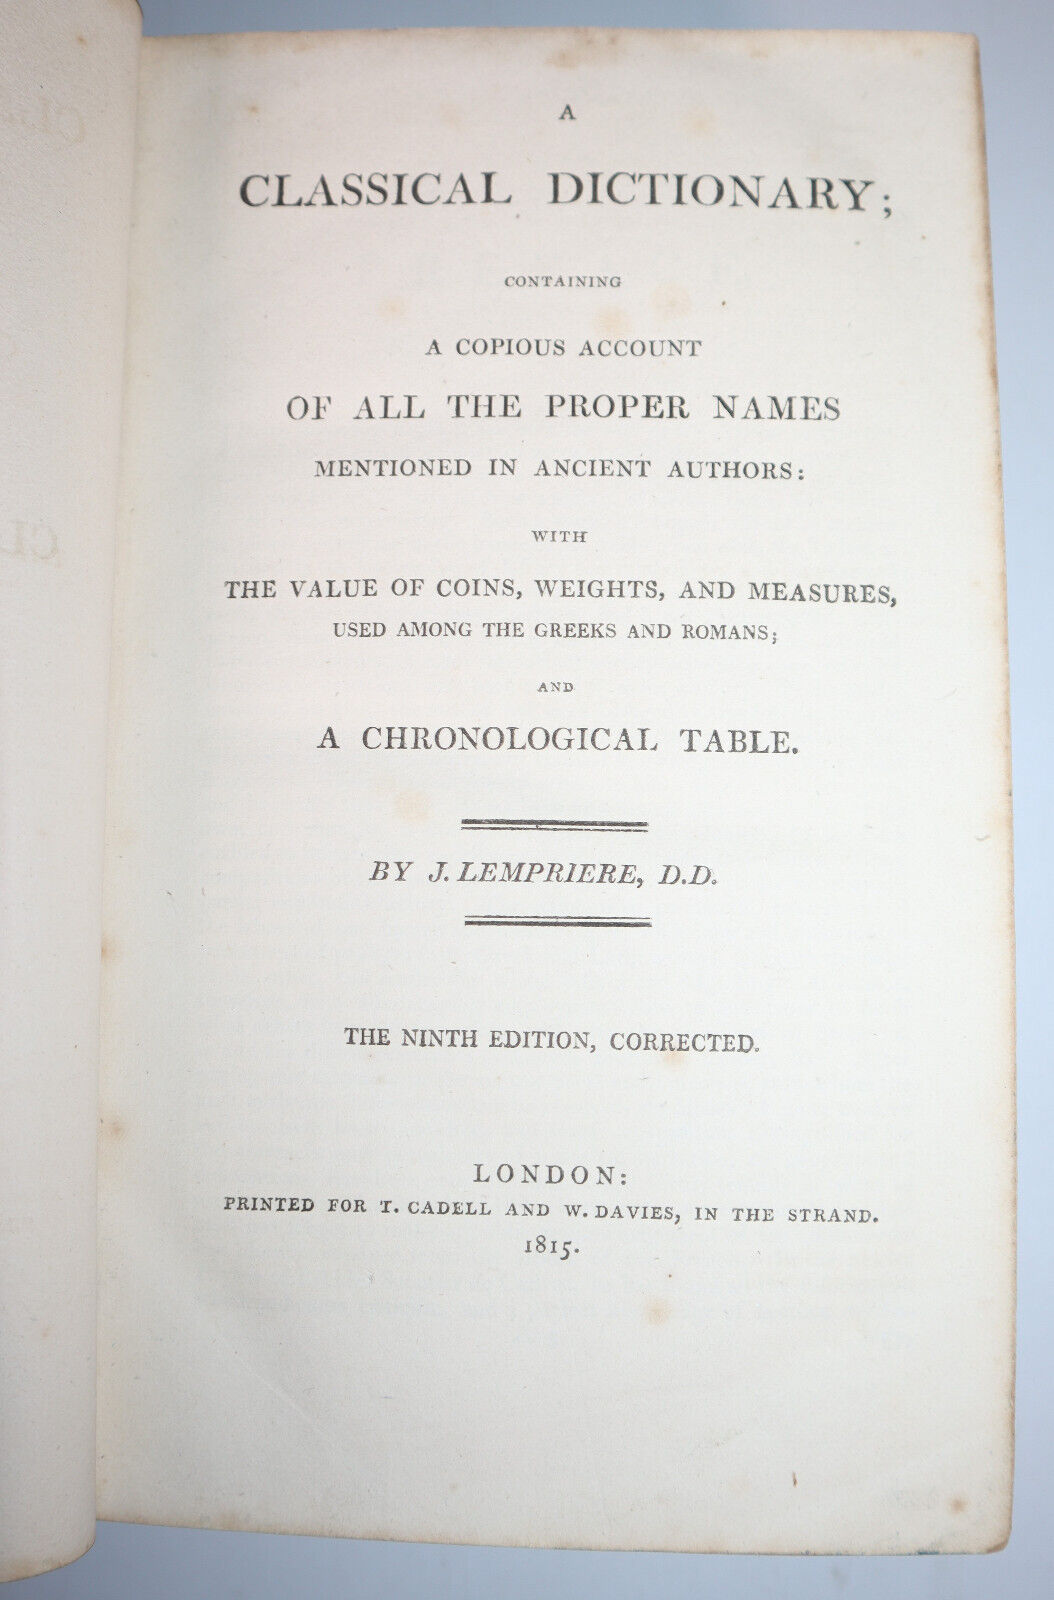 A
CLASSICAL DICTIONARY;
CONTAINING
A COPIOUS ACCOUNT
OF ALL THE PROPER NAMES
MENTIONED IN ANCIENT AUTHORS:
WITH
THE VALUE OF COINS, WEIGHTS, AND MEASURES,
USED AMONG THE GREEKS AND ROMANS;
AND
A CHRONOLOGICAL TABLE.
BY J. LEMPRIERE, D.D.
THE NINTH EDITION, CORRECTED.
LONDON:
PRINTED FOR T. CADELL AND W. DAVIES, IN THE STRAND.
1815.